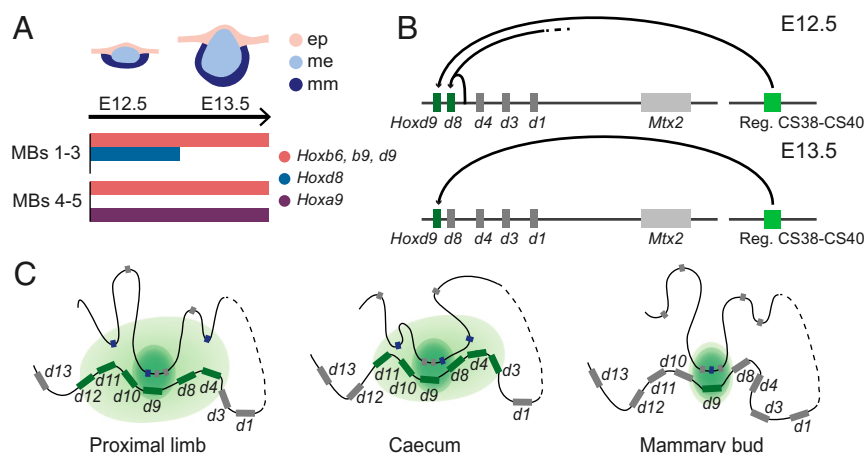 A
ep
me
mm
E12.5 E13.5
MBs 1-3
MBs 4-5
Hoxb6, b9, d9
Hoxd8
Hoxa9
B
E12.5
Hoxd9 d8 d4 d3 d1 Mtx2 Reg. CS38-CS40
E13.5
Hoxd9 d8 d4 d3 d1 Mtx2 Reg. CS38-CS40
C
d13 d12 d11 d10 d9 d8 d4 d3 d1
Proximal limb
d13 d12 d11 d10 d9 d8 d4 d3 d1
Caecum
d13 d12 d11 d10 d9 d8 d4 d3 d1
Mammary bud